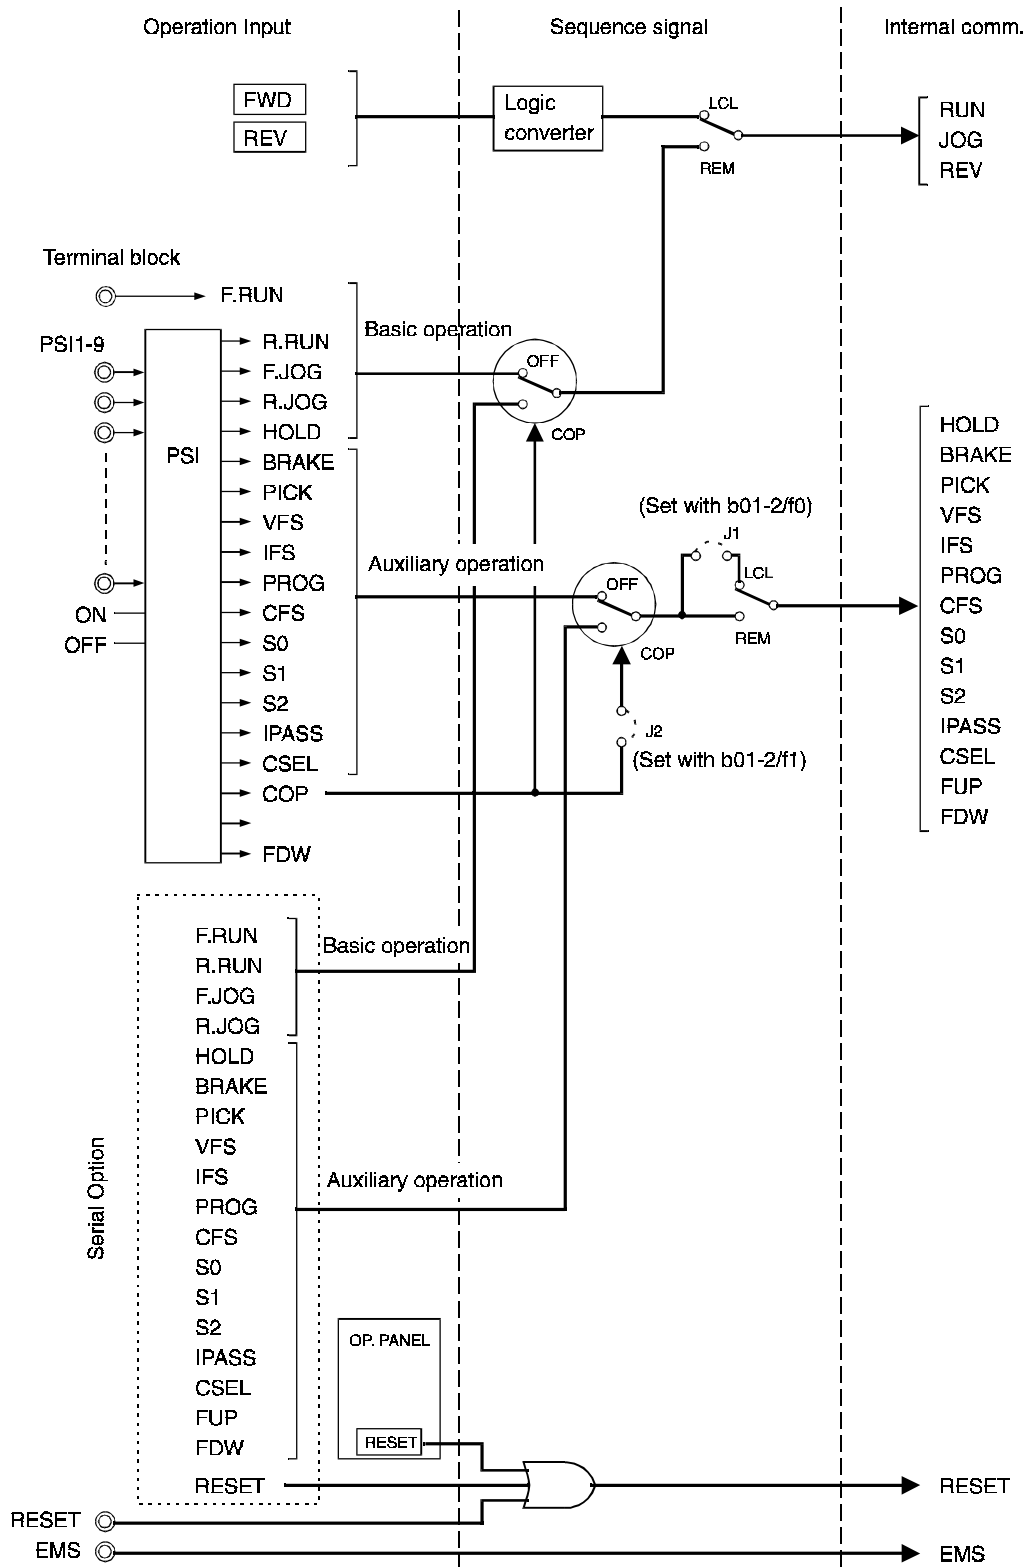 Operation Input
Sequence signal
Internal comm.
FWD
REV
Logic
converter
LCL
REM
RUN
JOG
REV
Terminal block
F.RUN
PSI1-9
PSI
R.RUN
F.JOG
R.JOG
HOLD
BRAKE
PICK
VFS
IFS
PROG
CFS
S0
S1
S2
IPASS
CSEL
COP
FDW
ON
OFF
Basic operation
OFF
COP
Auxiliary operation
OFF
COP
(Set with b01-2/f0)
J1
LCL
REM
J2
(Set with b01-2/f1)
HOLD
BRAKE
PICK
VFS
IFS
PROG
CFS
S0
S1
S2
IPASS
CSEL
FUP
FDW
Serial Option
F.RUN
R.RUN
F.JOG
R.JOG
HOLD
BRAKE
PICK
VFS
IFS
PROG
CFS
S0
S1
S2
IPASS
CSEL
FUP
FDW
RESET
Basic operation
Auxiliary operation
OP. PANEL
RESET
RESET
RESET
EMS
EMS